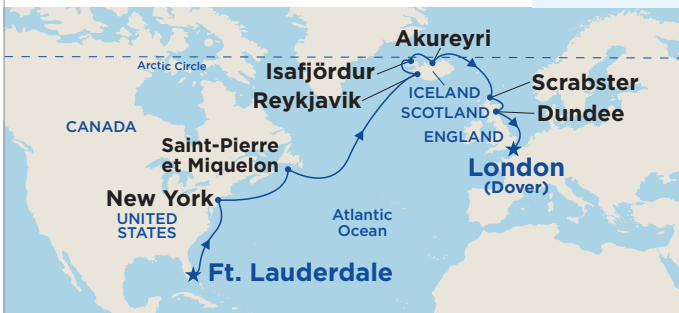 Akureyri
Arctic Circle
Isafjördur
ICELAND
Scrabster
Reykjavik
SCOTLAND
Dundee
CANADA
ENGLAND
Saint-Pierre
et Miquelon
London
(Dover)
New York
UNITED
STATES
Atlantic
Ocean
Ft. Lauderdale